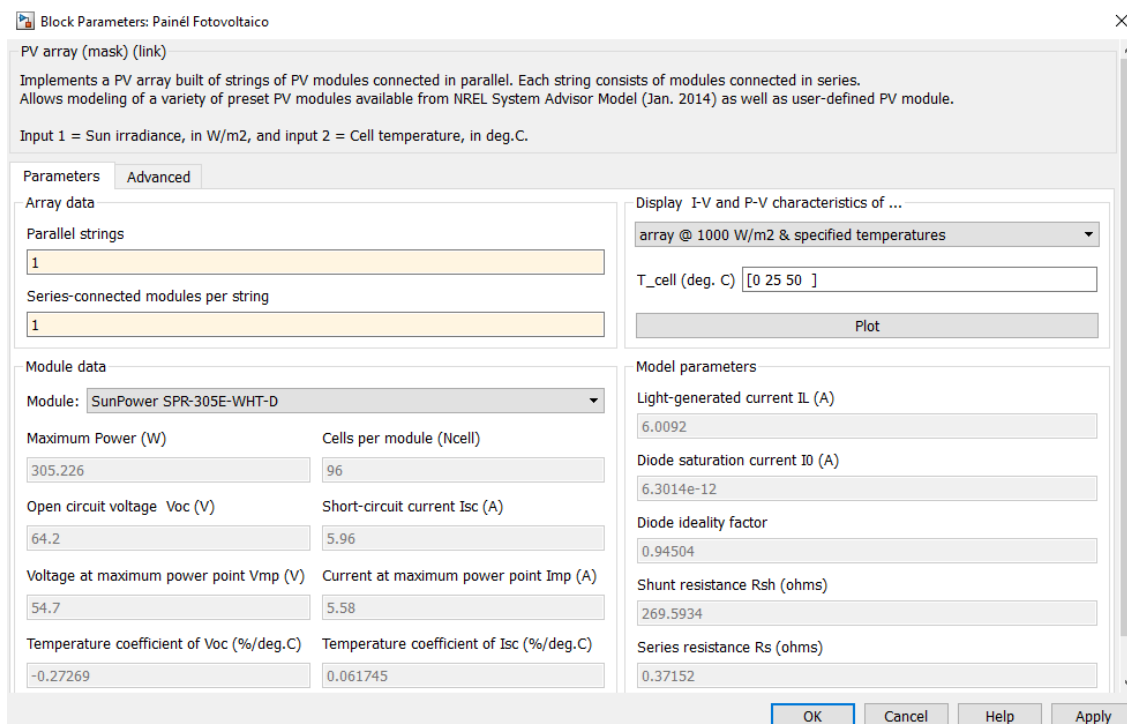 Block Parameters: Painél Fotovoltaico
PV array (mask) (link)
Implements a PV array built of strings of PV modules connected in parallel. Each string consists of modules connected in series.
Allows modeling of a variety of preset PV modules available from NREL System Advisor Model (Jan. 2014) as well as user-defined PV module.
Input 1 = Sun irradiance, in W/m2, and input 2 = Cell temperature, in deg.C.
Parameters
Advanced
Array data
Parallel strings
1
Series-connected modules per string
1
Display I-V and P-V characteristics of ...
array @ 1000 W/m2 & specified temperatures
T_cell (deg. C) [0 25 50 ]
Plot
Module data
Module: SunPower SPR-305E-WHT-D
Maximum Power (W)
305.226
Cells per module (Ncell)
96
Open circuit voltage Voc (V)
64.2
Short-circuit current Isc (A)
5.96
Voltage at maximum power point Vmp (V)
54.7
Current at maximum power point Imp (A)
5.58
Temperature coefficient of Voc (%/deg.C)
-0.27269
Temperature coefficient of Isc (%/deg.C)
0.061745
Model parameters
Light-generated current IL (A)
6.0092
Diode saturation current I0 (A)
6.3014e-12
Diode ideality factor
0.94504
Shunt resistance Rsh (ohms)
269.5934
Series resistance Rs (ohms)
0.37152
OK
Cancel
Help
Apply